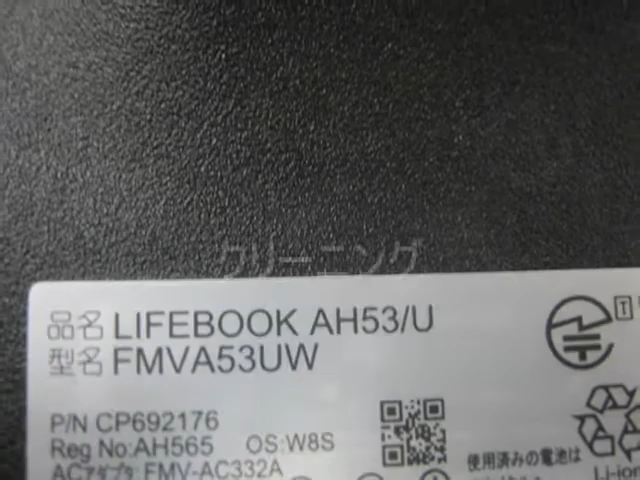 クリーニング
品名 LIFEBOOK AH53/U
型名 FMVA53UW
P/N CP692176
Reg No:AH565 OS:W8S
ACアダプタ FMV-AC332A
T
使用済みの電池は
Li-ion